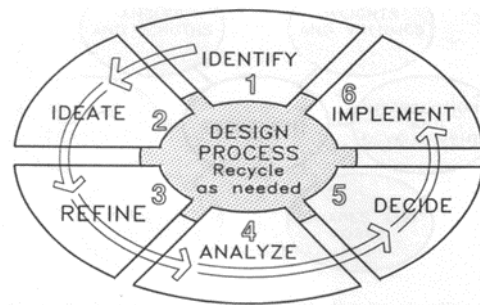 IDENTIFY
1
IDEATE
2
REFINE
3
ANALYZE
4
DECIDE
5
IMPLEMENT
6
DESIGN
PROCESS
Recycle
as needed